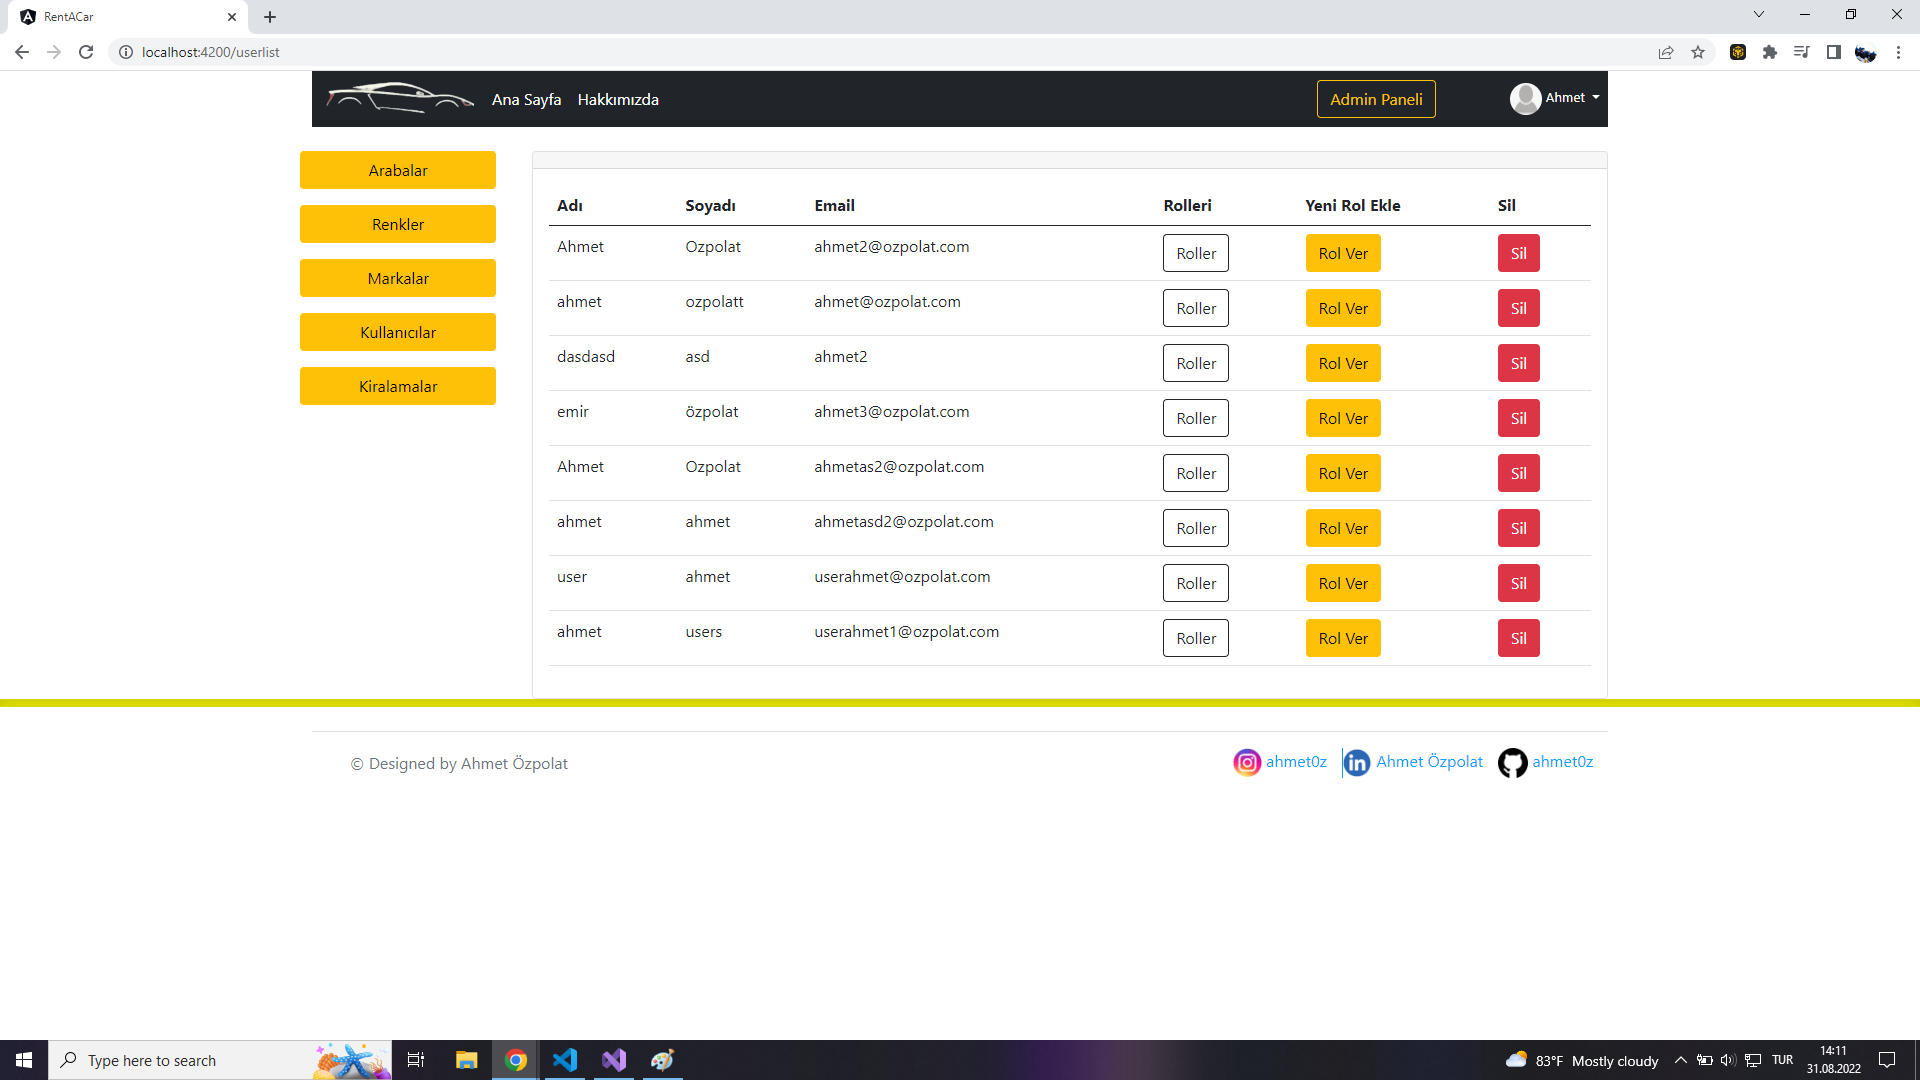 RentACar
localhost:4200/userlist
Ana Sayfa Hakkımızda Admin Paneli Ahmet
Arabalar
Renkler
Markalar
Kullanıcılar
Kiralamalar
Adı Soyadı Email Rolleri Yeni Rol Ekle Sil
Ahmet Ozpolat ahmet2@ozpolat.com Roller Rol Ver Sil
ahmet ozpolatt ahmet@ozpolat.com Roller Rol Ver Sil
dasdasd asd ahmet2 Roller Rol Ver Sil
emir özpolat ahmet3@ozpolat.com Roller Rol Ver Sil
Ahmet Ozpolat ahmetas2@ozpolat.com Roller Rol Ver Sil
ahmet ahmet ahmetasd2@ozpolat.com Roller Rol Ver Sil
user ahmet userahmet@ozpolat.com Roller Rol Ver Sil
ahmet users userahmet1@ozpolat.com Roller Rol Ver Sil
© Designed by Ahmet Özpolat ahmet0z in Ahmet Özpolat ahmet0z
Type here to search 83°F Mostly cloudy TUR 14:11
31.08.2022